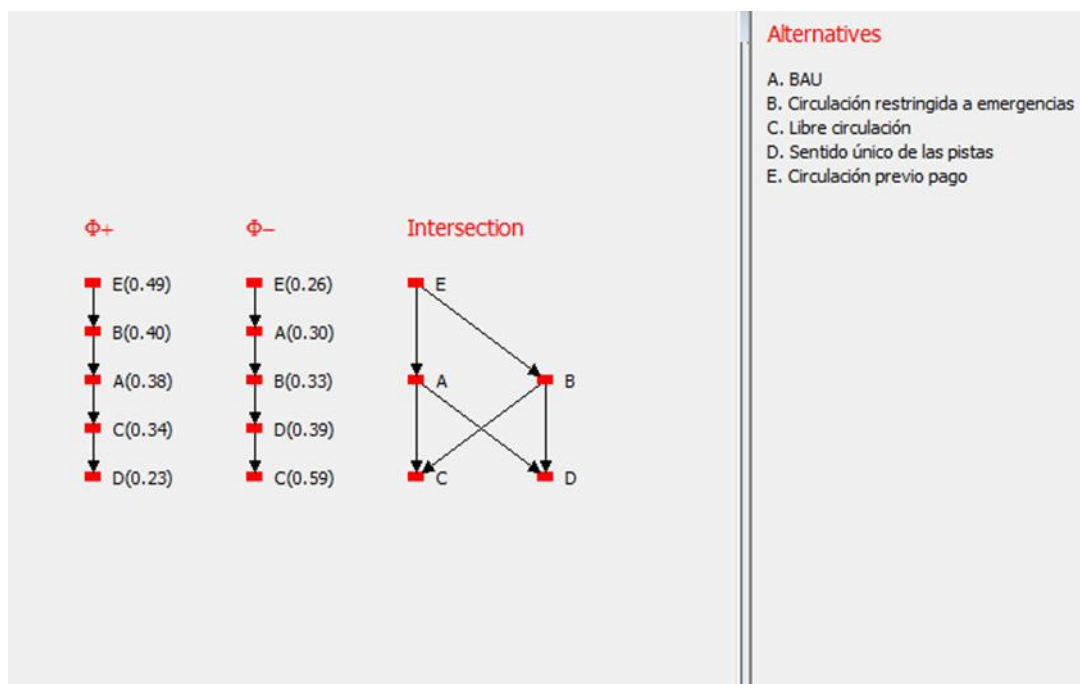 Φ+
E(0.49)
B(0.40)
A(0.38)
C(0.34)
D(0.23)
Φ–
E(0.26)
A(0.30)
B(0.33)
D(0.39)
C(0.59)
Intersection
E
A
B
C
D
Alternatives
A. BAU
B. Circulación restringida a emergencias
C. Libre circulación
D. Sentido único de las pistas
E. Circulación previo pago